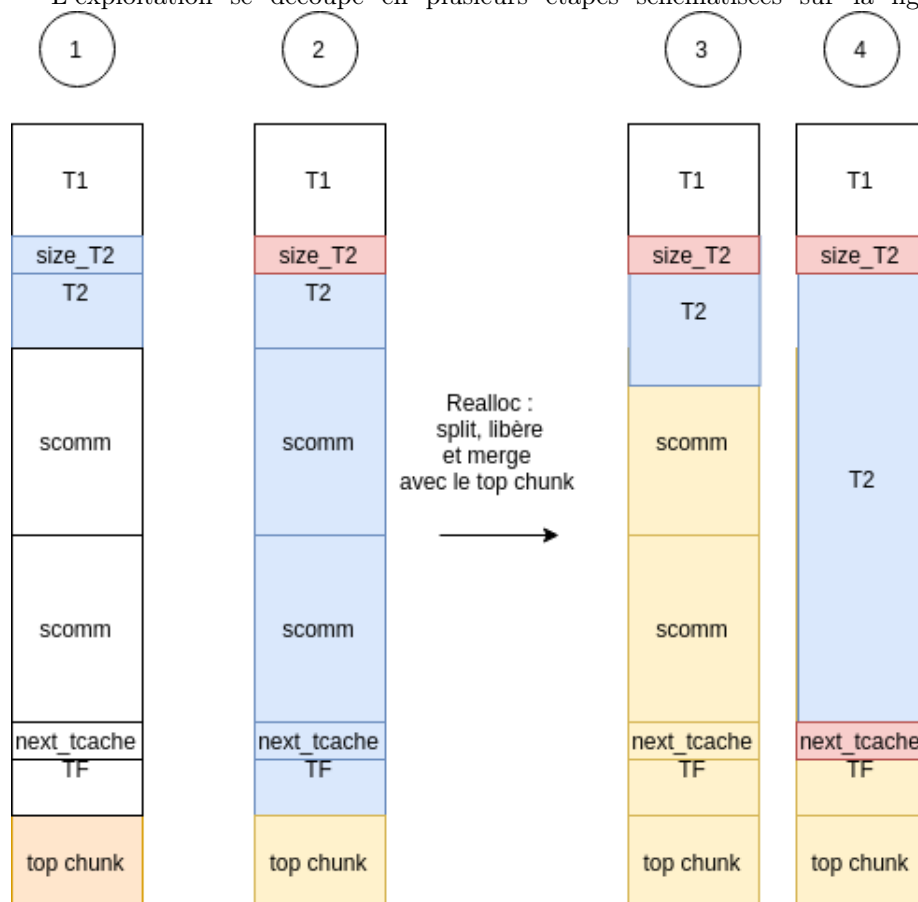 L'exploitation se découpe en plusieurs étapes schématisées sur la fig
1
2
3
4
T1
T1
T1
T1
size_T2
size_T2
size_T2
size_T2
T2
T2
T2
T2
scomm
scomm
scomm
Realloc :
split, libère
et merge
avec le top chunk
scomm
scomm
scomm
next_tcache
next_tcache
next_tcache
next_tcache
TF
TF
TF
TF
top chunk
top chunk
top chunk
top chunk